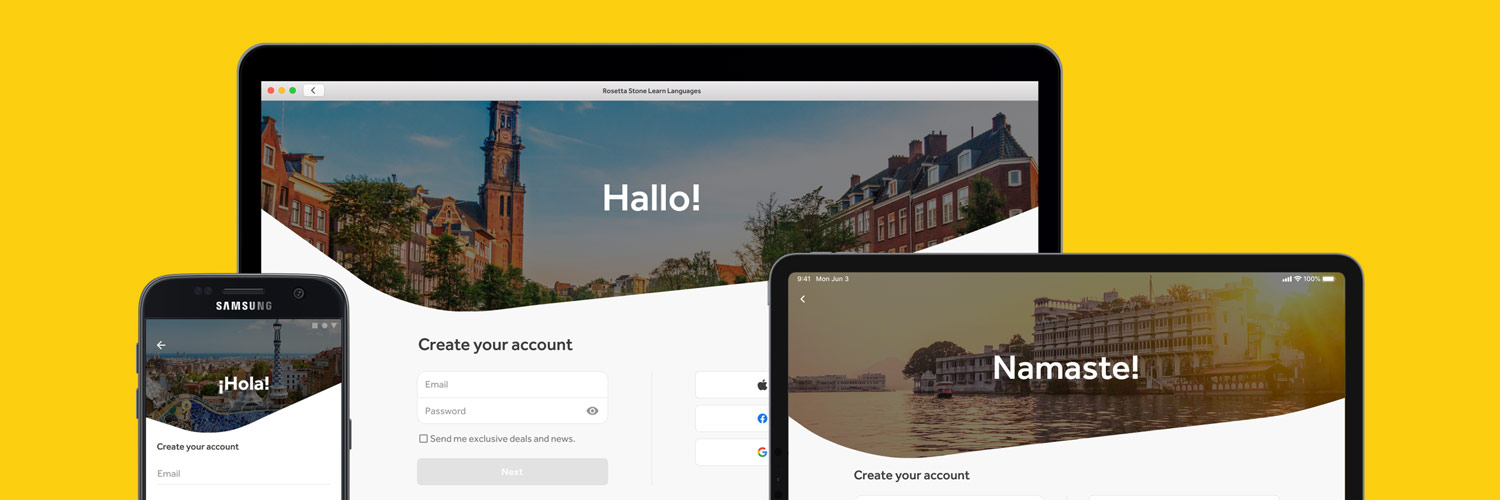 Rosetta Stone Learn Languages
Hallo!
Create your account
Email
Password
Send me exclusive deals and news.
Next
SAMSUNG
¡Hola!
Create your account
Email
9:41 Mon Jun 3
100%
Namaste!
Create your account